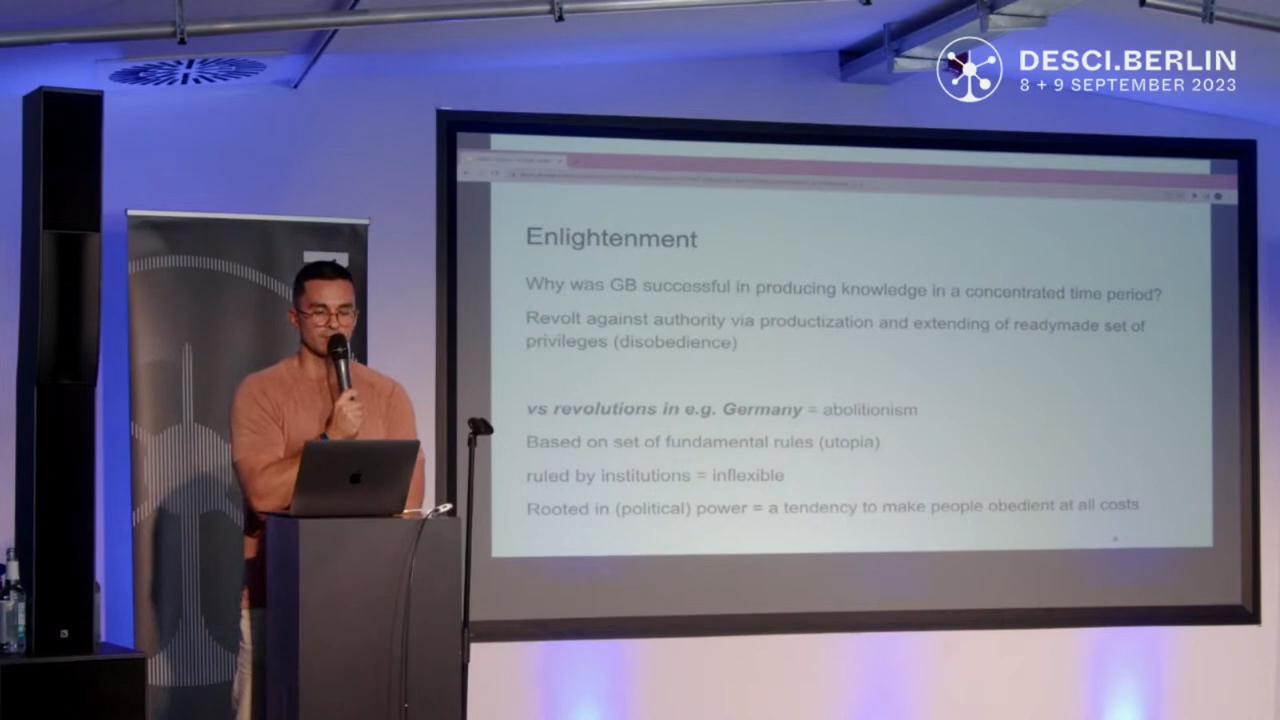 DESCI.BERLIN
8 + 9 SEPTEMBER 2023
Enlightenment
Why was GB successful in producing knowledge in a concentrated time period?
Revolt against authority via productization and extending of readymade set of
privileges (disobedience)
vs revolutions in e.g. Germany = abolitionism
Based on set of fundamental rules (utopia)
ruled by institutions = inflexible
Rooted in (political) power = a tendency to make people obedient at all costs